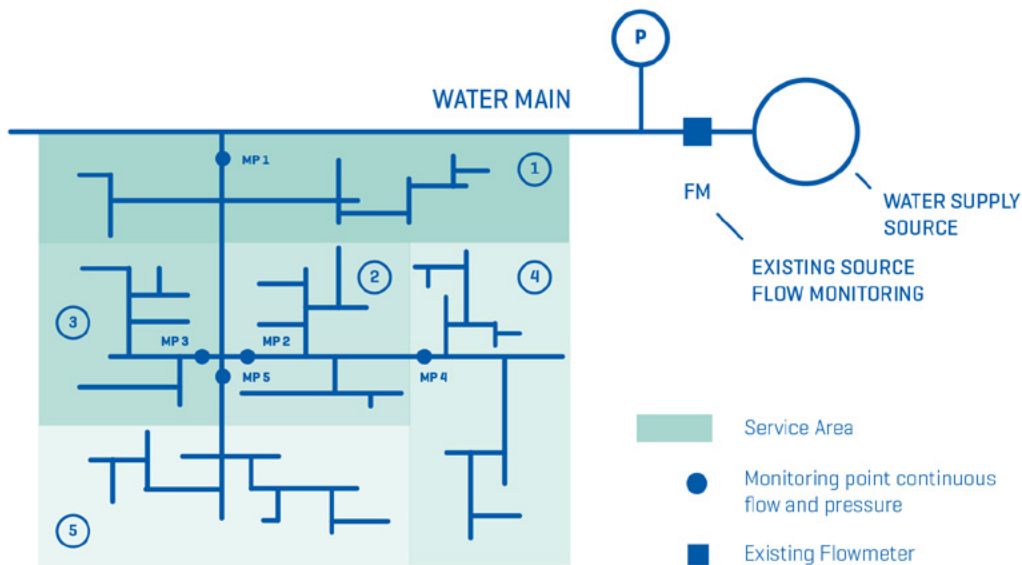 P
WATER MAIN
MP 1
1
FM
WATER SUPPLY
SOURCE
EXISTING SOURCE
FLOW MONITORING
2
4
3
MP 3
MP 2
MP 5
MP 4
5
Service Area
Monitoring point continuous
flow and pressure
Existing Flowmeter